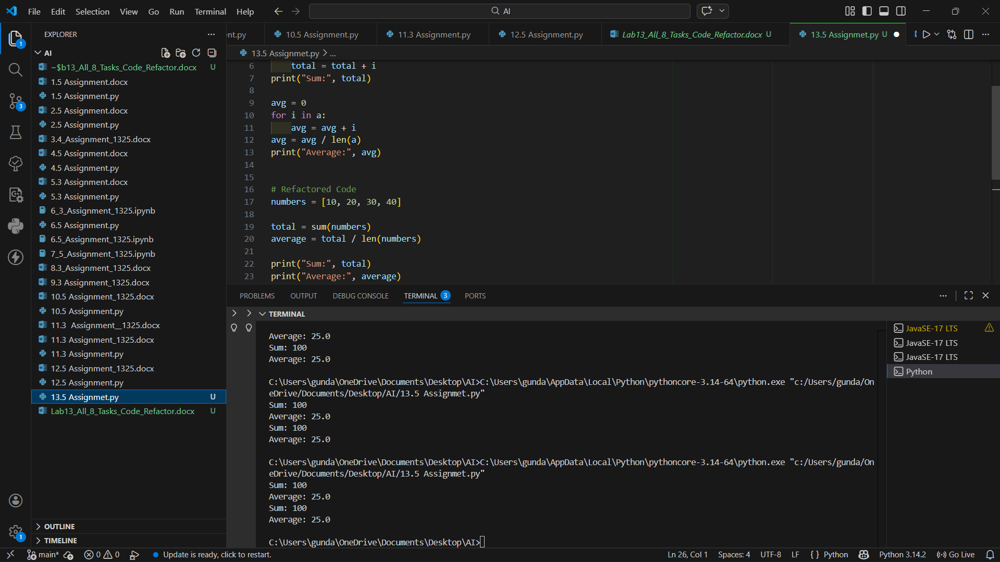 File Edit Selection View Go Run Terminal Help
AI
EXPLORER
AI
~$b13_All_8_Tasks_Code_Refactor.docx U
1.5 Assignment.docx
1.5 Assignment.py
2.5 Assignment.docx
2.5 Assignment.py
3.4_Assignment_1325.docx
4.5 Assignment.docx
4.5 Assignment.py
5.3 Assignment.docx
5.3 Assignment.py
6_3_Assignment_1325.ipynb
6.5 Assignment.py
6.5_Assignment_1325.ipynb
7_5_Assignment_1325.ipynb
8.3_Assignment_1325.docx
9.3 Assignment_1325.docx
10.5 Assignment_1325.docx
10.5 Assignment.py
11.3 Assignment__1325.docx
11.3 Assignment_1325.docx
11.3 Assignment.py
12.5 Assignment_1325.docx
12.5 Assignment.py
13.5 Assignmet.py U
Lab13_All_8_Tasks_Code_Refactor.docx U
OUTLINE
TIMELINE
1
3
1
nt.py 10.5 Assignment.py 11.3 Assignment.py 12.5 Assignment.py Lab13_All_8_Tasks_Code_Refactor.docx U 13.5 Assignmet.py U
13.5 Assignmet.py > ...
6 total = total + i
7 print("Sum:", total)
8
9 avg = 0
10 for i in a:
11 avg = avg + i
12 avg = avg / len(a)
13 print("Average:", avg)
14
15
16 # Refactored Code
17 numbers = [10, 20, 30, 40]
18
19 total = sum(numbers)
20 average = total / len(numbers)
21
22 print("Sum:", total)
23 print("Average:", average)
PROBLEMS OUTPUT DEBUG CONSOLE TERMINAL 3 PORTS
TERMINAL
Average: 25.0
Sum: 100
Average: 25.0
C:\Users\gunda\OneDrive\Documents\Desktop\AI>C:\Users\gunda\AppData\Local\Python\pythoncore-3.14-64\python.exe "c:/Users/gunda/On
eDrive/Documents/Desktop/AI/13.5 Assignmet.py"
Sum: 100
Average: 25.0
Sum: 100
Average: 25.0
C:\Users\gunda\OneDrive\Documents\Desktop\AI>C:\Users\gunda\AppData\Local\Python\pythoncore-3.14-64\python.exe "c:/Users/gunda/On
eDrive/Documents/Desktop/AI/13.5 Assignmet.py"
Sum: 100
Average: 25.0
Sum: 100
Average: 25.0
C:\Users\gunda\OneDrive\Documents\Desktop\AI>
JavaSE-17 LTS
JavaSE-17 LTS
JavaSE-17 LTS
Python
main* 0 0 Update is ready, click to restart. Ln 26, Col 1 Spaces: 4 UTF-8 LF { } Python Python 3.14.2 Go Live